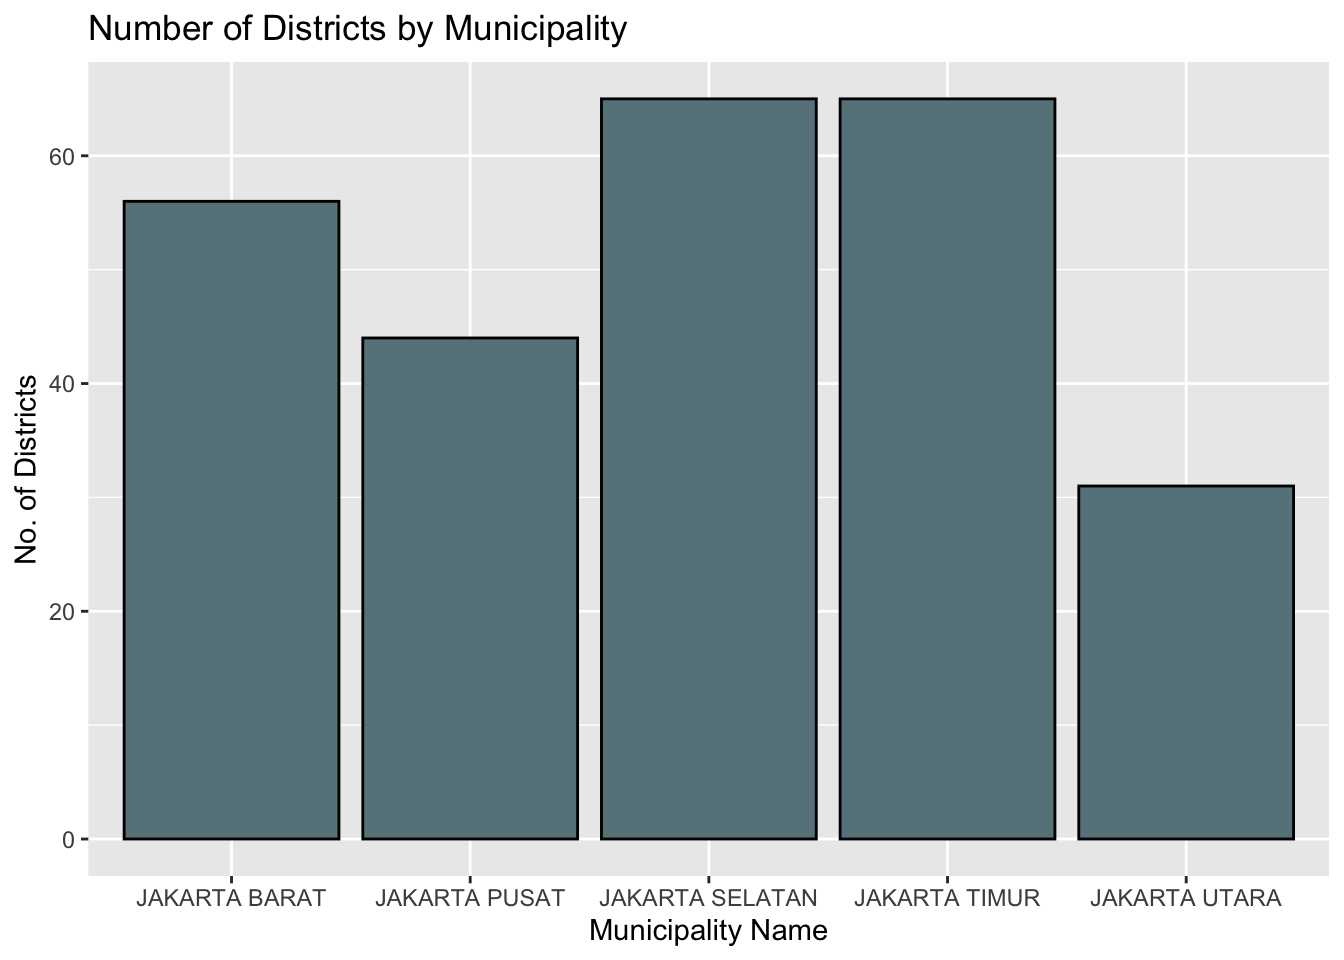 Number of Districts by Municipality
No. of Districts
60
40
20
0
JAKARTA BARAT JAKARTA PUSAT JAKARTA SELATAN JAKARTA TIMUR JAKARTA UTARA
Municipality Name